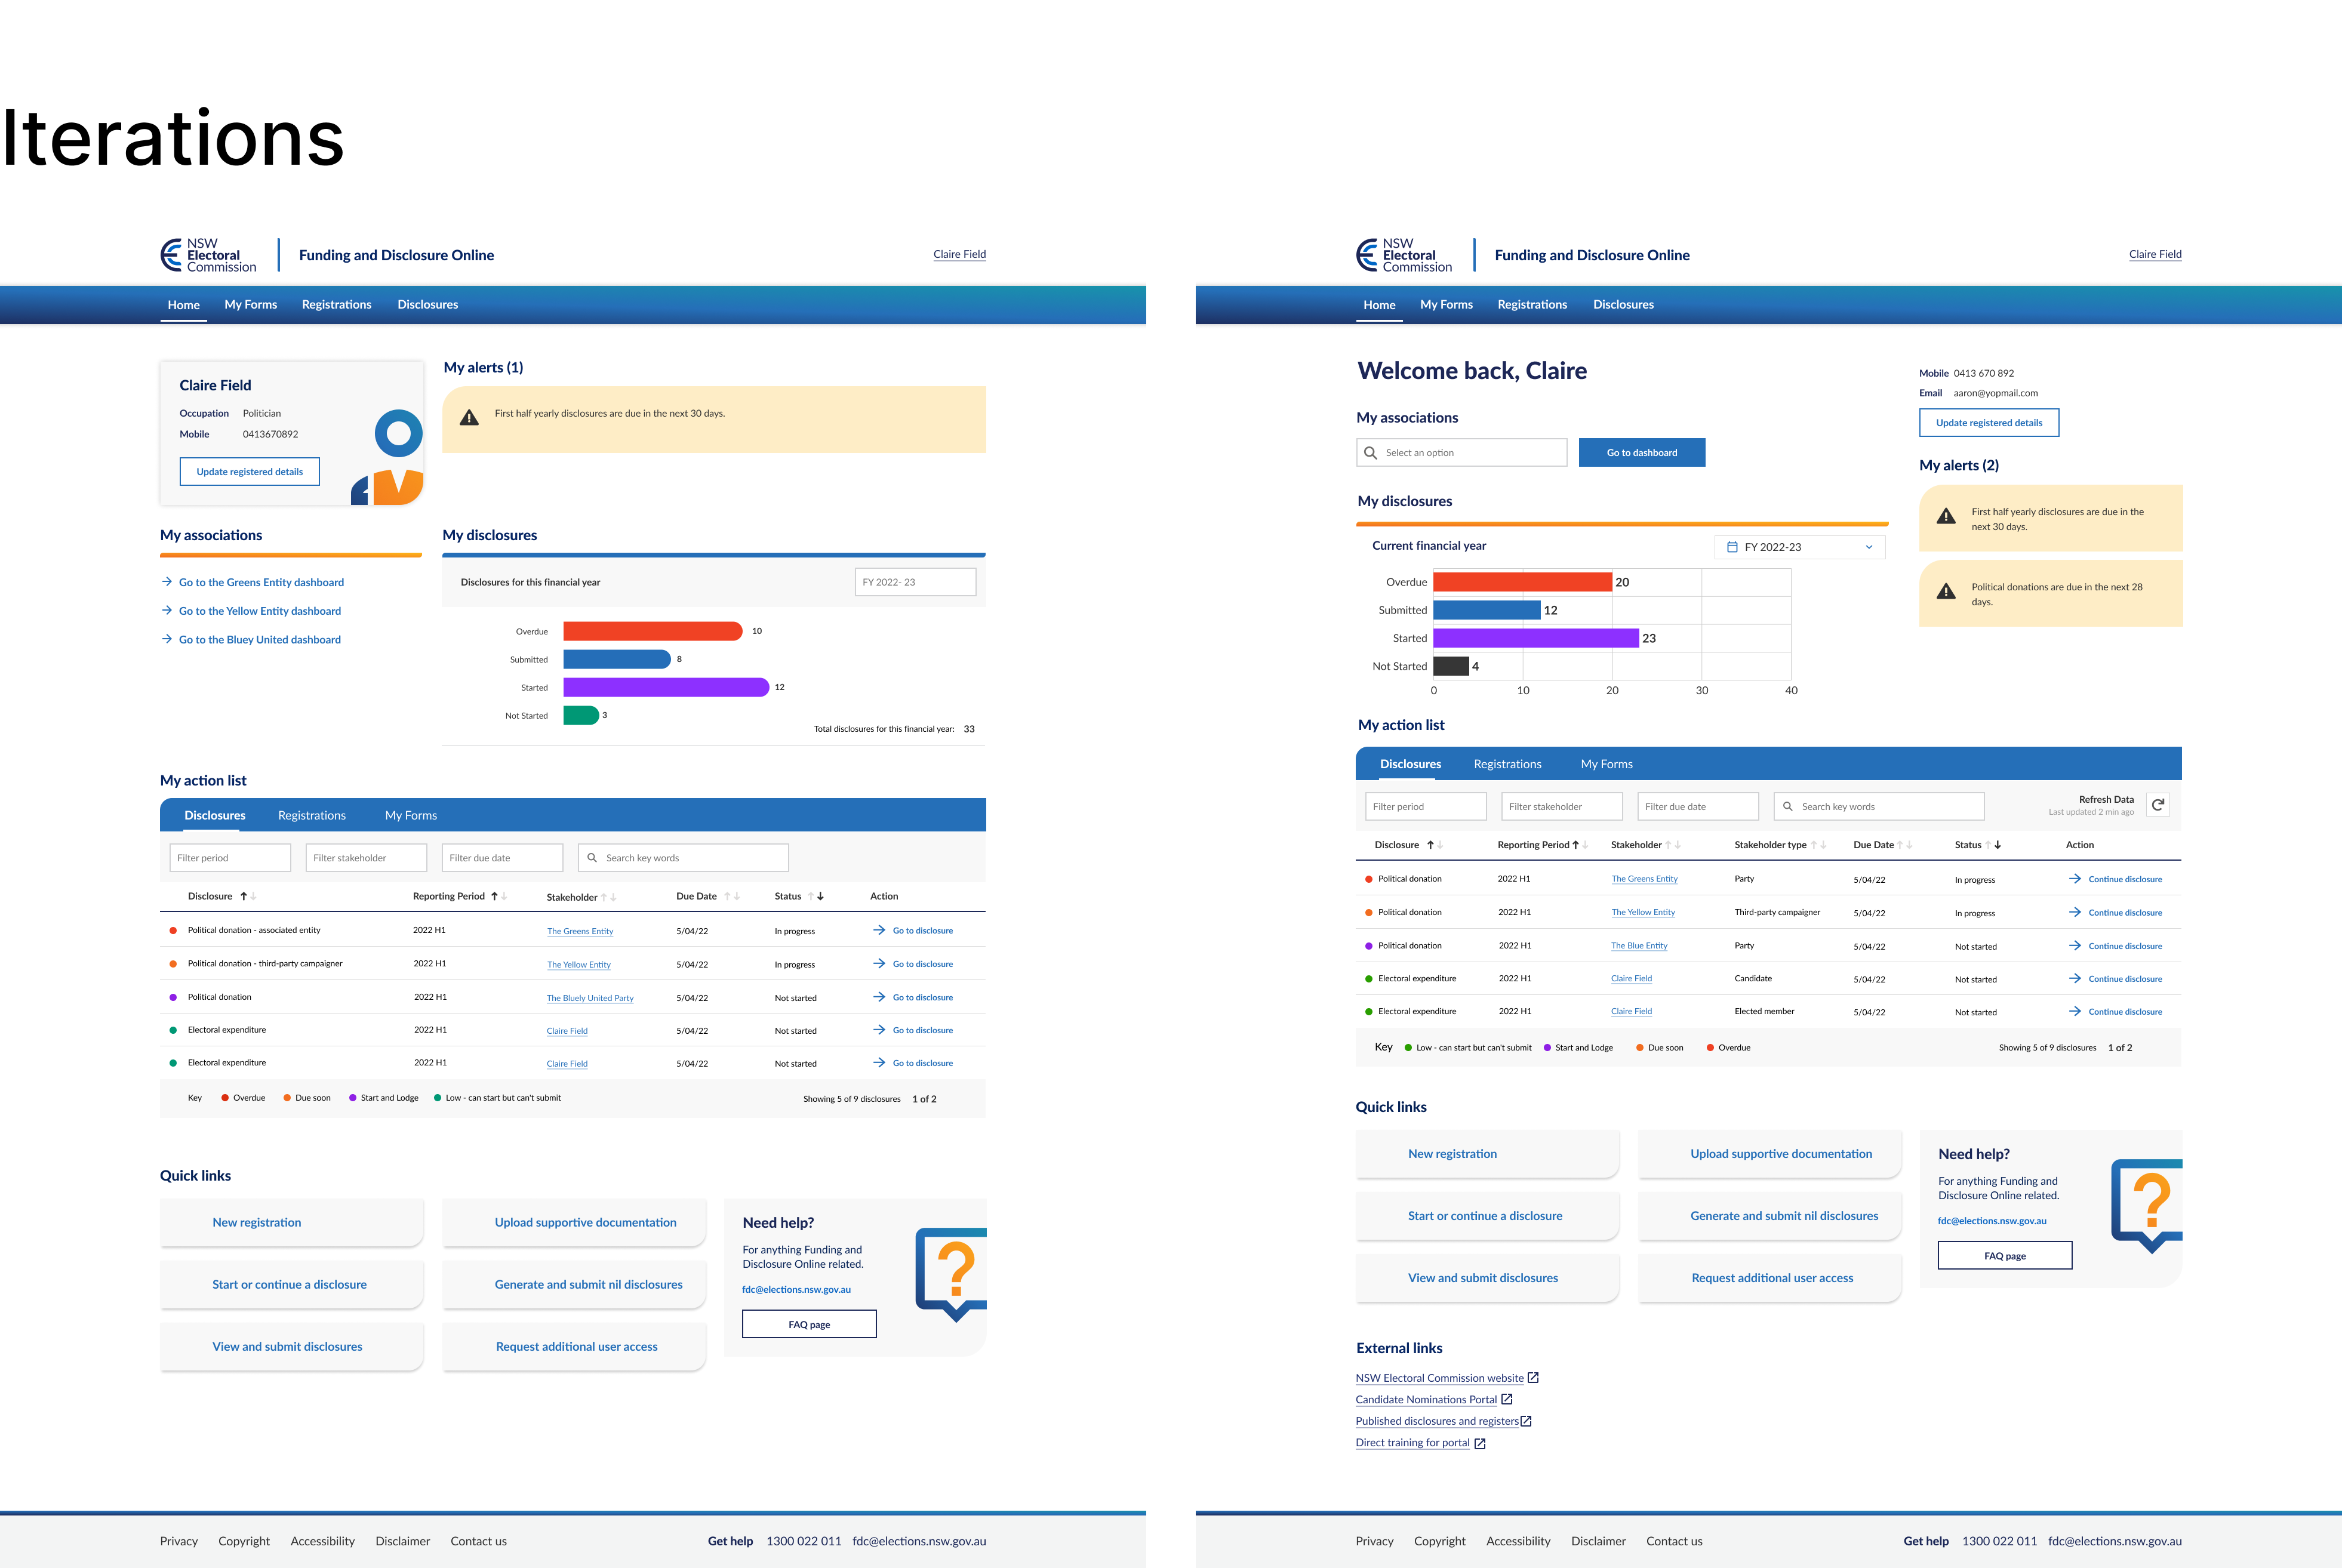 Iterations
NSW
Electoral
Commission
Funding and Disclosure Online
Claire Field
Home My Forms Registrations Disclosures
Claire Field
Occupation Politician
Mobile 0413670892
Update registered details
My alerts (1)
First half yearly disclosures are due in the next 30 days.
My associations
Go to the Greens Entity dashboard
Go to the Yellow Entity dashboard
Go to the Bluey United dashboard
My disclosures
Disclosures for this financial year FY 2022- 23
Overdue 10
Submitted 8
Started 12
Not Started 3
Total disclosures for this financial year: 33
My action list
Disclosures Registrations My Forms
Filter period Filter stakeholder Filter due date Search key words
Disclosure Reporting Period Stakeholder Due Date Status Action
Political donation - associated entity 2022 H1 The Greens Entity 5/04/22 In progress Go to disclosure
Political donation - third-party campaigner 2022 H1 The Yellow Entity 5/04/22 In progress Go to disclosure
Political donation 2022 H1 The Bluely United Party 5/04/22 Not started Go to disclosure
Electoral expenditure 2022 H1 Claire Field 5/04/22 Not started Go to disclosure
Electoral expenditure 2022 H1 Claire Field 5/04/22 Not started Go to disclosure
Key Overdue Due soon Start and Lodge Low - can start but can't submit Showing 5 of 9 disclosures 1 of 2
Quick links
New registration Upload supportive documentation
Start or continue a disclosure Generate and submit nil disclosures
View and submit disclosures Request additional user access
Need help?
For anything Funding and
Disclosure Online related.
fdc@elections.nsw.gov.au
FAQ page
Privacy Copyright Accessibility Disclaimer Contact us Get help 1300 022 011 fdc@elections.nsw.gov.au
NSW
Electoral
Commission
Funding and Disclosure Online
Claire Field
Home My Forms Registrations Disclosures
Welcome back, Claire
My associations
Select an option Go to dashboard
Mobile 0413 670 892
Email aaron@yopmail.com
Update registered details
My alerts (2)
First half yearly disclosures are due in the
next 30 days.
Political donations are due in the next 28
days.
My disclosures
Current financial year FY 2022-23
Overdue 20
Submitted 12
Started 23
Not Started 4
0 10 20 30 40
My action list
Disclosures Registrations My Forms
Filter period Filter stakeholder Filter due date Search key words
Refresh Data
Last updated 2 min ago
Disclosure Reporting Period Stakeholder Stakeholder type Due Date Status Action
Political donation 2022 H1 The Greens Entity Party 5/04/22 In progress Continue disclosure
Political donation 2022 H1 The Yellow Entity Third-party campaigner 5/04/22 In progress Continue disclosure
Political donation 2022 H1 The Blue Entity Party 5/04/22 Not started Continue disclosure
Electoral expenditure 2022 H1 Claire Field Candidate 5/04/22 Not started Continue disclosure
Electoral expenditure 2022 H1 Claire Field Elected member 5/04/22 Not started Continue disclosure
Key Low - can start but can't submit Start and Lodge Due soon Overdue Showing 5 of 9 disclosures 1 of 2
Quick links
New registration Upload supportive documentation
Start or continue a disclosure Generate and submit nil disclosures
View and submit disclosures Request additional user access
Need help?
For anything Funding and
Disclosure Online related.
fdc@elections.nsw.gov.au
FAQ page
External links
NSW Electoral Commission website
Candidate Nominations Portal
Published disclosures and registers
Direct training for portal
Privacy Copyright Accessibility Disclaimer Contact us Get help 1300 022 011 fdc@elections.nsw.gov.au